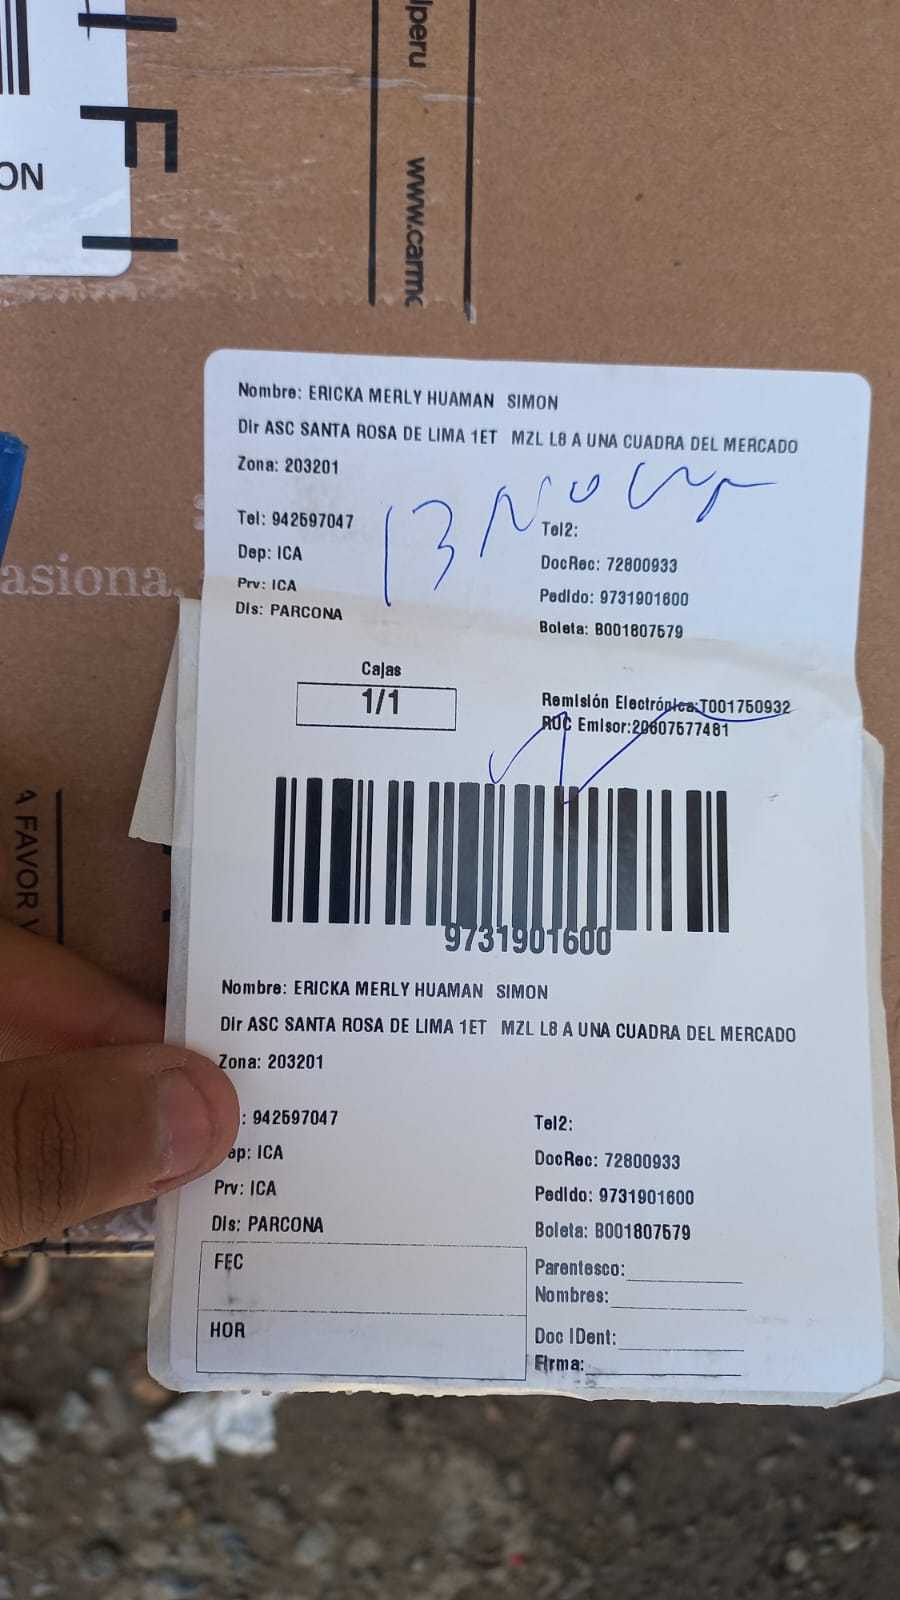 lperu
www.carmo
ON
Nombre: ERICKA MERLY HUAMAN SIMON
Dir ASC SANTA ROSA DE LIMA 1ET MZL L8 A UNA CUADRA DEL MERCADO
Zona: 203201
Tel: 942597047
Tel2:
Dep: ICA
DocRec: 72800933
Prv: ICA
Pedido: 9731901600
Dis: PARCONA
Boleta: B001807579
13 NO
asiona,
Cajas
1/1
Remisión Electrónica:T001750932
RUC Emisor:20607577481
9731901600
A FAVOR
Nombre: ERICKA MERLY HUAMAN SIMON
Dir ASC SANTA ROSA DE LIMA 1ET MZL L8 A UNA CUADRA DEL MERCADO
Zona: 203201
: 942597047
Tel2:
ep: ICA
DocRec: 72800933
Prv: ICA
Pedido: 9731901600
Dis: PARCONA
Boleta: B001807579
FEC
Parentesco:
Nombres:
HOR
Doc IDent:
Firma: